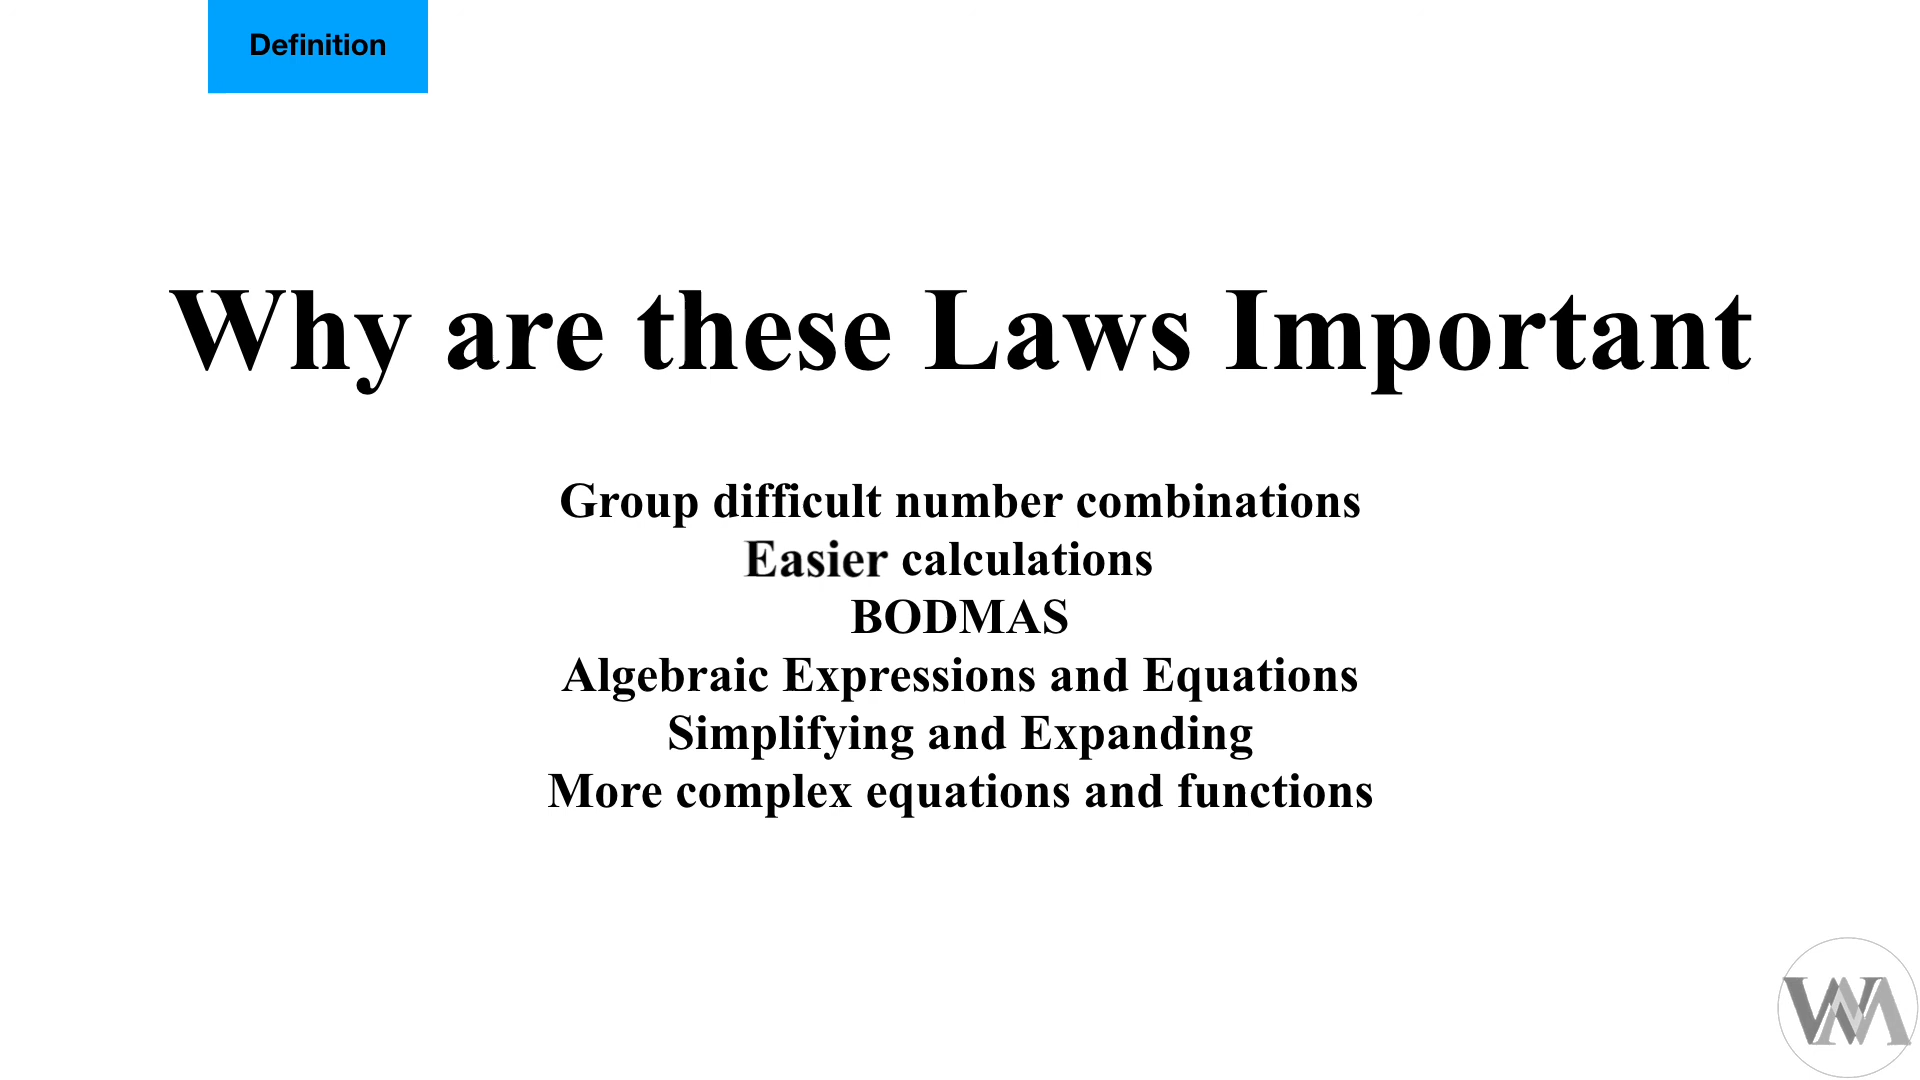 Definition
Why are these Laws Important
Group difficult number combinations
Easier calculations
BODMAS
Algebraic Expressions and Equations
Simplifying and Expanding
More complex equations and functions
WM